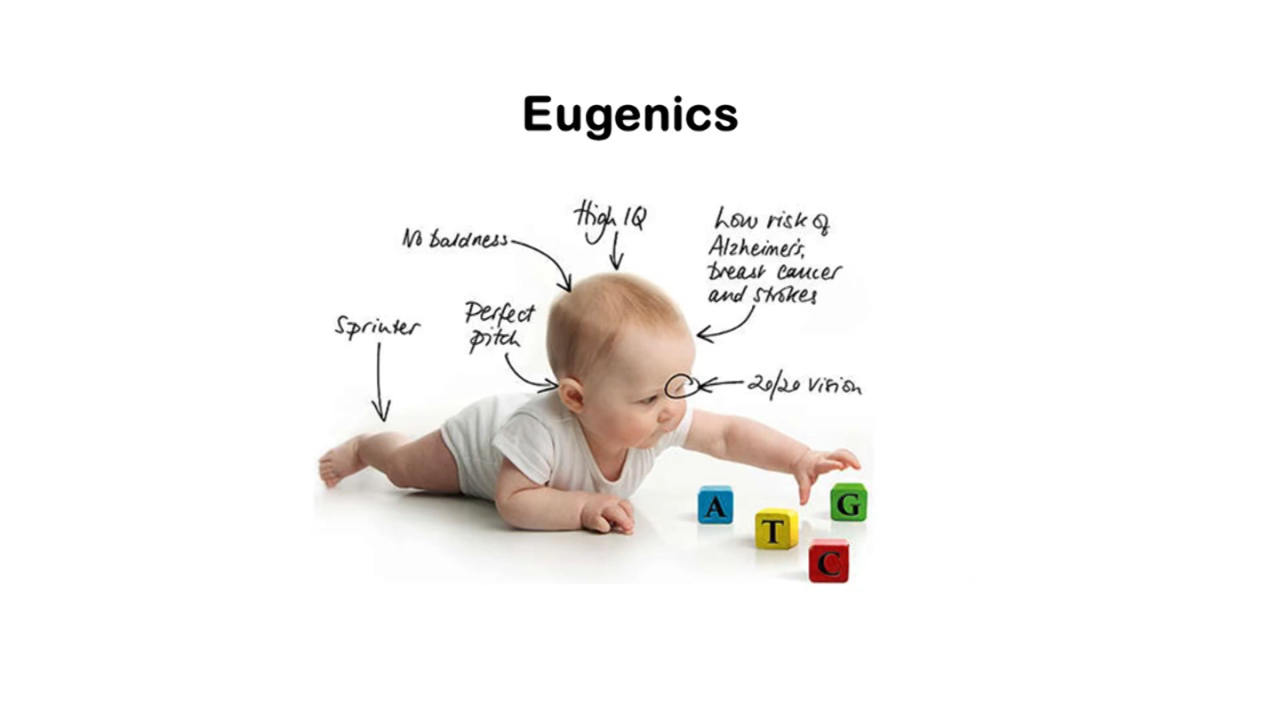 Eugenics
High IQ
No baldness
Low risk of
Alzheimer's,
breast cancer
and strokes
Perfect
pitch
Sprinter
20/20 vision
A
G
T
C